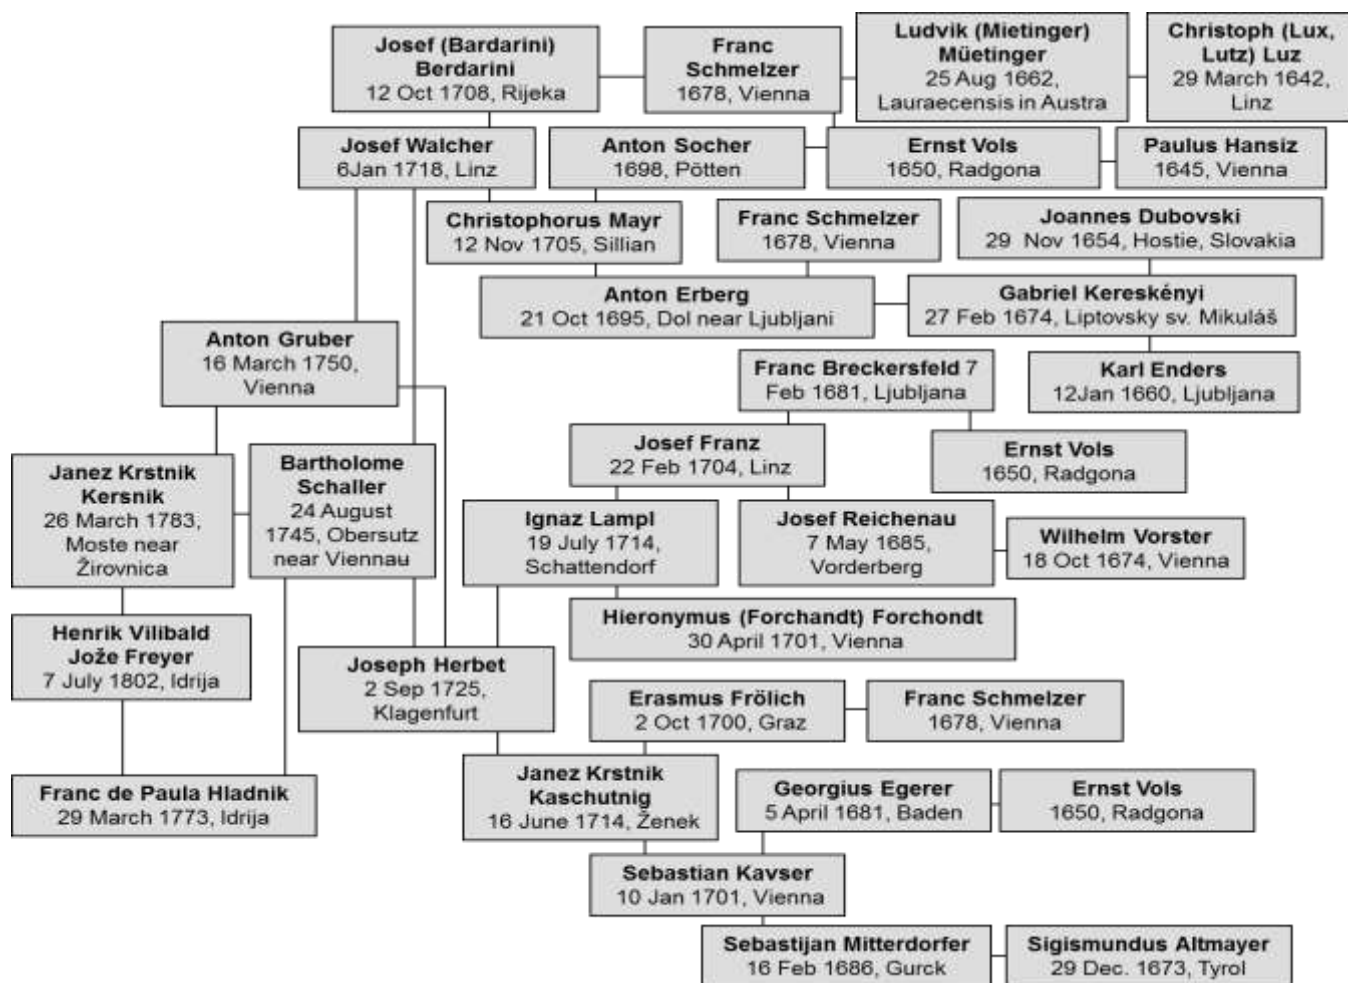 Josef (Bardarini)
Berdarini
12 Oct 1708, Rijeka
Franc
Schmelzer
1678, Vienna
Ludvik (Mietinger)
Müetinger
25 Aug 1662,
Lauraecensis in Austra
Christoph (Lux,
Lutz) Luz
29 March 1642,
Linz
Josef Walcher
6Jan 1718, Linz
Anton Socher
1698, Pötten
Ernst Vols
1650, Radgona
Paulus Hansiz
1645, Vienna
Christophorus Mayr
12 Nov 1705, Sillian
Franc Schmelzer
1678, Vienna
Joannes Dubovski
29 Nov 1654, Hostie, Slovakia
Anton Erberg
21 Oct 1695, Dol near Ljubljani
Gabriel Kereskényi
27 Feb 1674, Liptovsky sv. Mikuláš
Anton Gruber
16 March 1750,
Vienna
Franc Breckersfeld 7
Feb 1681, Ljubljana
Karl Enders
12Jan 1660, Ljubljana
Josef Franz
22 Feb 1704, Linz
Ernst Vols
1650, Radgona
Janez Krstnik
Kersnik
26 March 1783,
Moste near
Žirovnica
Bartholome
Schaller
24 August
1745, Obersutz
near Viennau
Ignaz Lampl
19 July 1714,
Schattendorf
Josef Reichenau
7 May 1685,
Vorderberg
Wilhelm Vorster
18 Oct 1674, Vienna
Hieronymus (Forchandt) Forchondt
30 April 1701, Vienna
Henrik Vilibald
Jože Freyer
7 July 1802, Idrija
Joseph Herbet
2 Sep 1725,
Klagenfurt
Erasmus Frölich
2 Oct 1700, Graz
Franc Schmelzer
1678, Vienna
Franc de Paula Hladnik
29 March 1773, Idrija
Janez Krstnik
Kaschutnig
16 June 1714, Ženek
Georgius Egerer
5 April 1681, Baden
Ernst Vols
1650, Radgona
Sebastian Kavser
10 Jan 1701, Vienna
Sebastijan Mitterdorfer
16 Feb 1686, Gurck
Sigismundus Altmayer
29 Dec. 1673, Tyrol